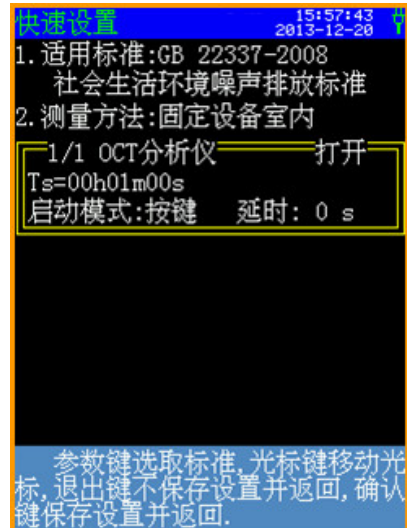 快速设置
15:57:43
2013-12-20
1.适用标准:GB 22337-2008
社会生活环境噪声排放标准
2.测量方法:固定设备室内
1/1 OCT分析仪 打开
Ts=00h01m00s
启动模式:按键 延时: 0 s
参数键选取标准,光标键移动光
标,退出键不保存设置并返回,确认
键保存设置并返回.